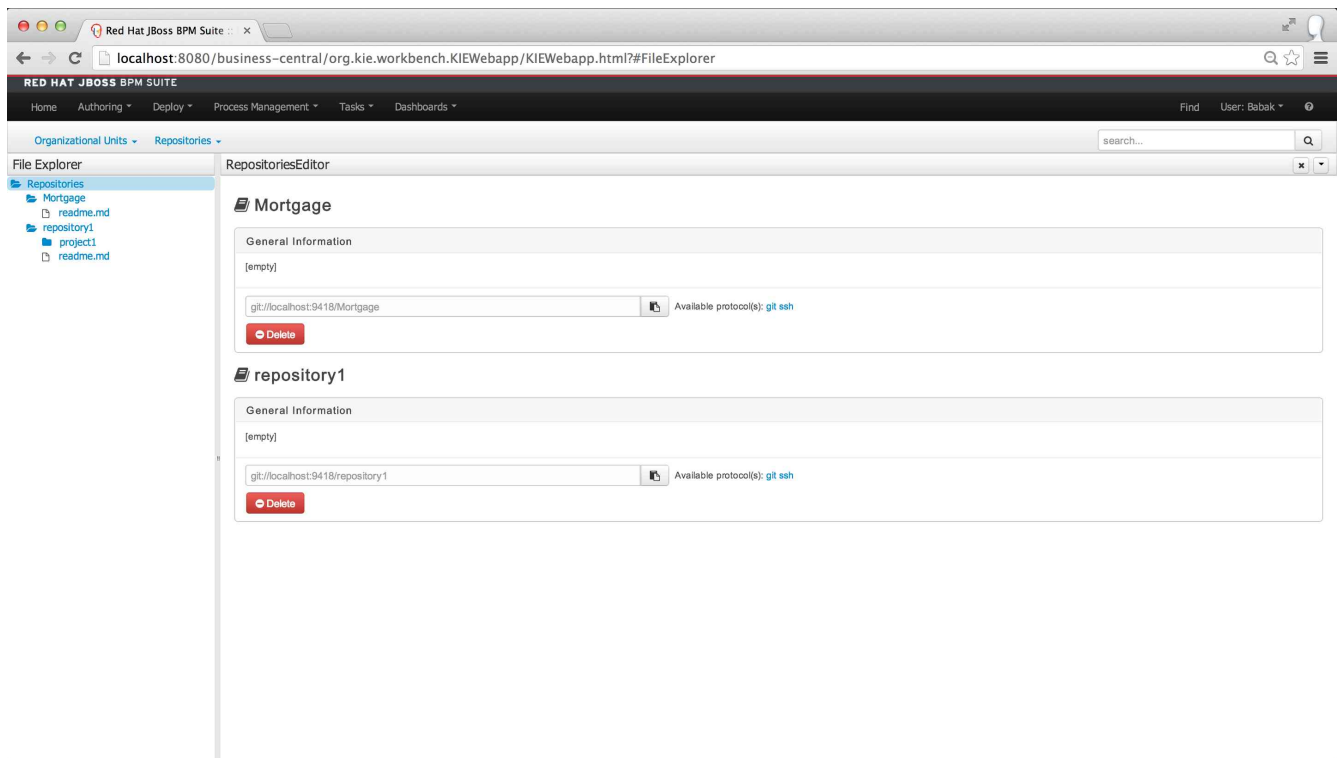 Red Hat JBoss BPM Suite ::
localhost:8080/business-central/org.kie.workbench.KIEWebapp/KIEWebapp.html?#FileExplorer
RED HAT JBOSS BPM SUITE
Home Authoring Deploy Process Management Tasks Dashboards Find User: Babak
Organizational Units Repositories search...
File Explorer RepositoriesEditor
Repositories
Mortgage
readme.md
repository1
project1
readme.md
Mortgage
General Information
[empty]
git://localhost:9418/Mortgage Available protocol(s): git ssh
Delete
repository1
General Information
[empty]
git://localhost:9418/repository1 Available protocol(s): git ssh
Delete